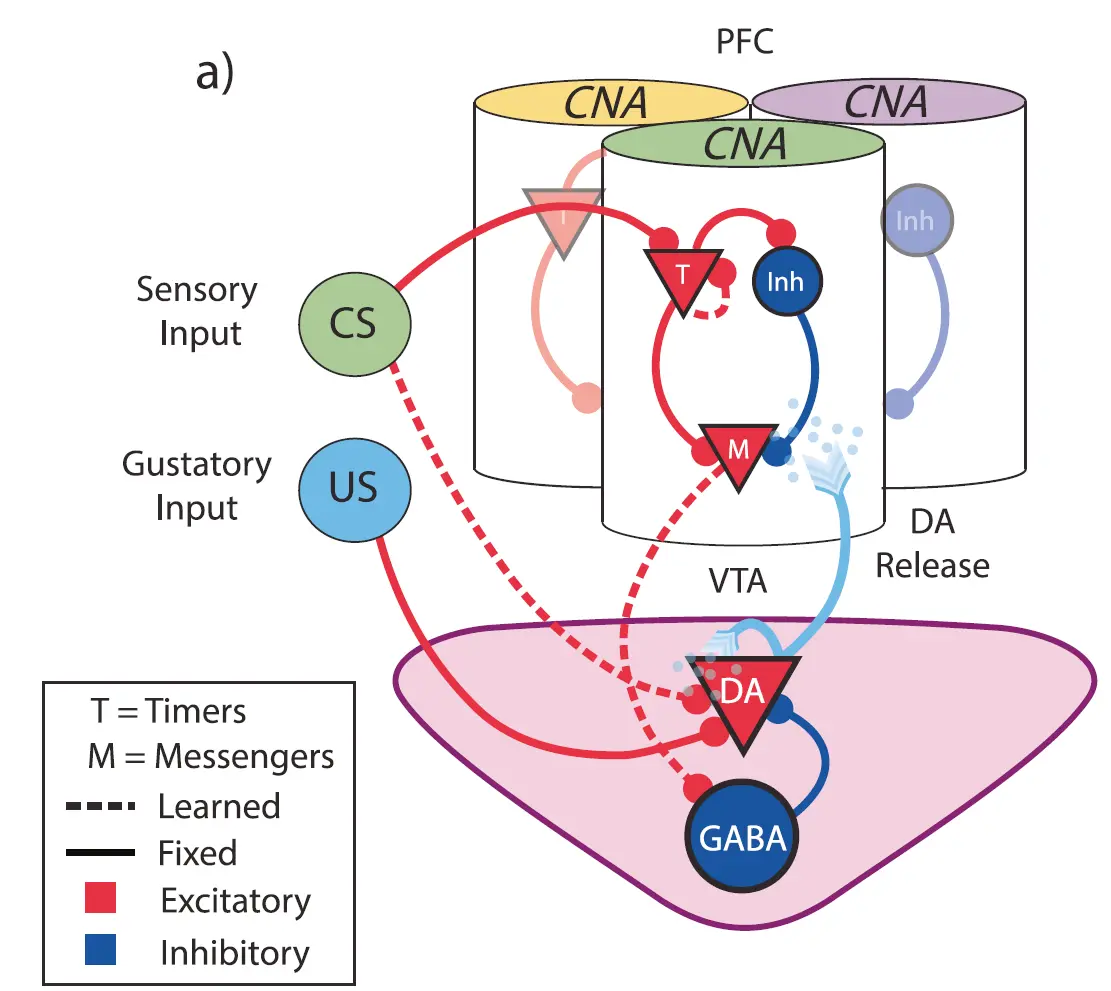 a)
PFC
CNA
CNA
CNA
T
Inh
Inh
Sensory
Input
CS
M
Gustatory
Input
US
DA
Release
VTA
DA
GABA
T = Timers
M = Messengers
Learned
Fixed
Excitatory
Inhibitory